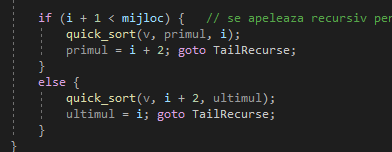 if (i + 1 < mijloc) { // se apeleaza recursiv
quick_sort(v, primul, i);
primul = i + 2; goto TailRecurse;
}
else {
quick_sort(v, i + 2, ultimul);
ultimul = i; goto TailRecurse;
}
}